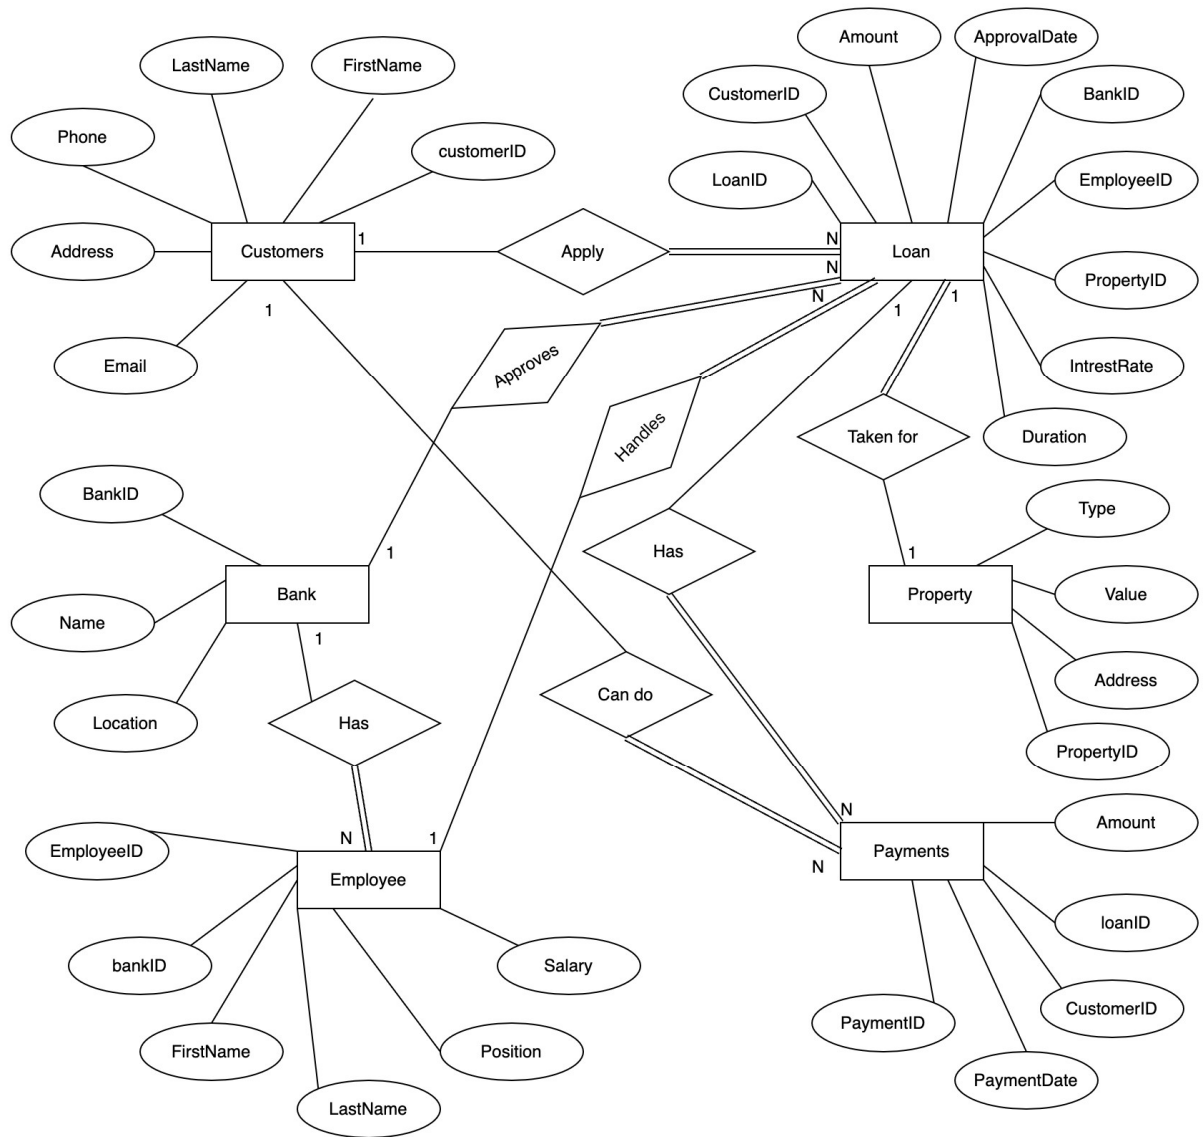 Amount
ApprovalDate
LastName
FirstName
CustomerID
BankID
Phone
customerID
LoanID
EmployeeID
Address
Customers
1
Apply
N
Loan
N
PropertyID
N
1
1
1
Email
Approves
IntrestRate
Handles
Taken for
Duration
BankID
Type
1
Has
1
Bank
Property
Value
Name
1
Address
Can do
Location
Has
PropertyID
N
Amount
N
1
EmployeeID
Payments
N
Employee
loanID
bankID
Salary
CustomerID
PaymentID
FirstName
Position
PaymentDate
LastName